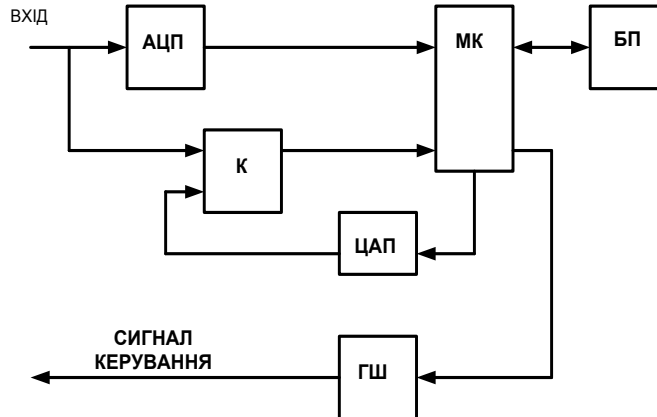 ВХІД
АЦП
МК
БП
К
ЦАП
СИГНАЛ
КЕРУВАННЯ
ГШ